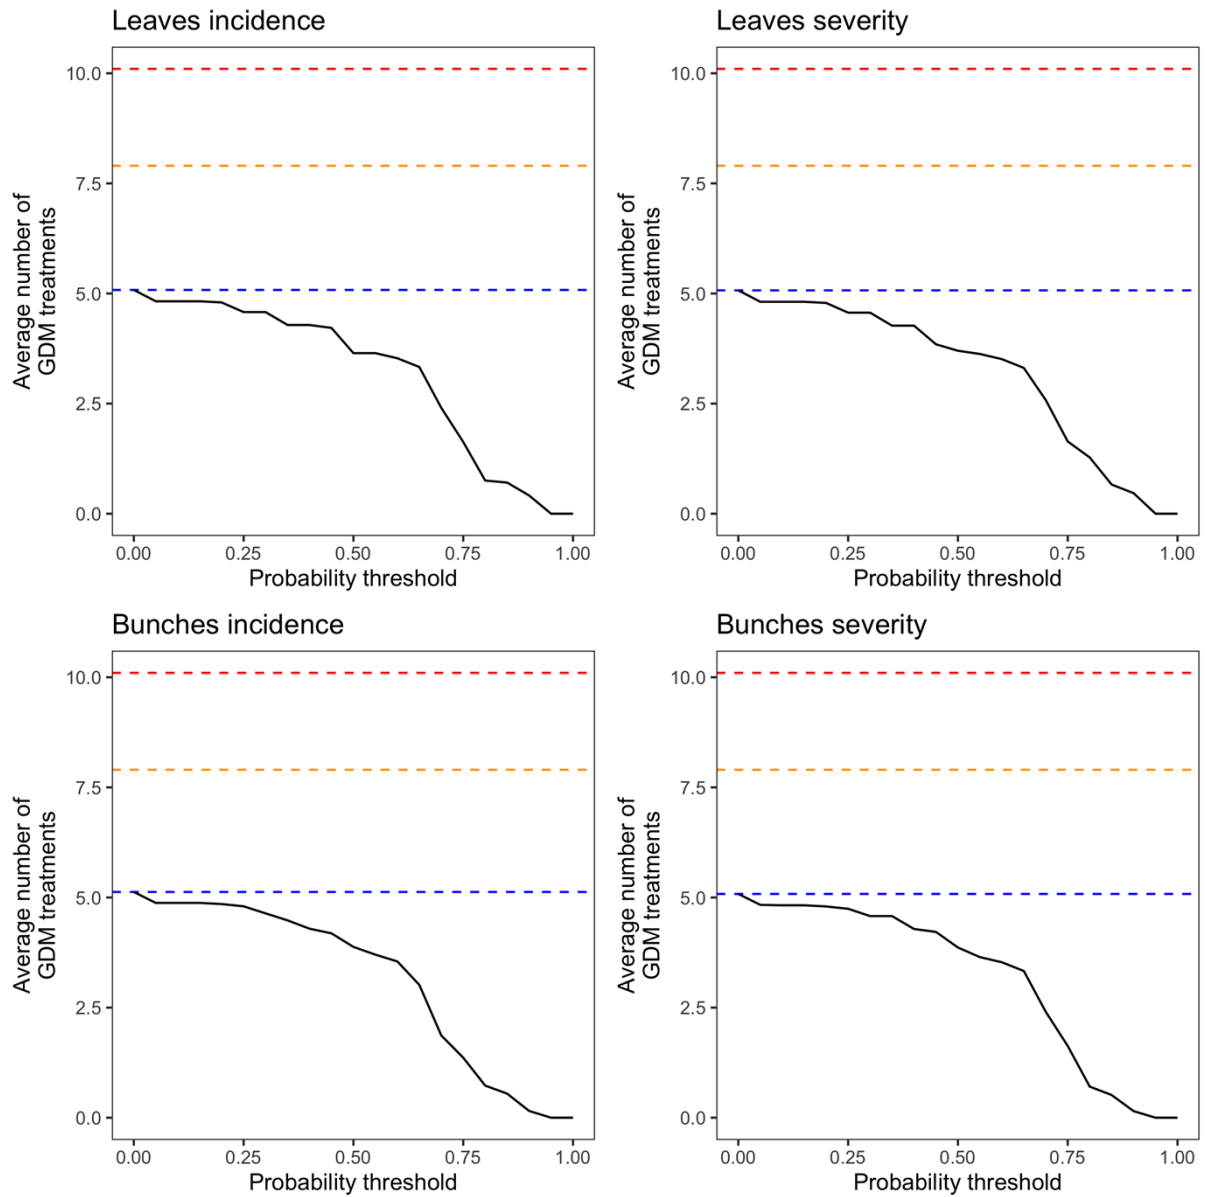 Leaves incidence
Average number of
GDM treatments
10.0
7.5
5.0
2.5
0.0
0.00 0.25 0.50 0.75 1.00
Probability threshold
Leaves severity
Average number of
GDM treatments
10.0
7.5
5.0
2.5
0.0
0.00 0.25 0.50 0.75 1.00
Probability threshold
Bunches incidence
Average number of
GDM treatments
10.0
7.5
5.0
2.5
0.0
0.00 0.25 0.50 0.75 1.00
Probability threshold
Bunches severity
Average number of
GDM treatments
10.0
7.5
5.0
2.5
0.0
0.00 0.25 0.50 0.75 1.00
Probability threshold